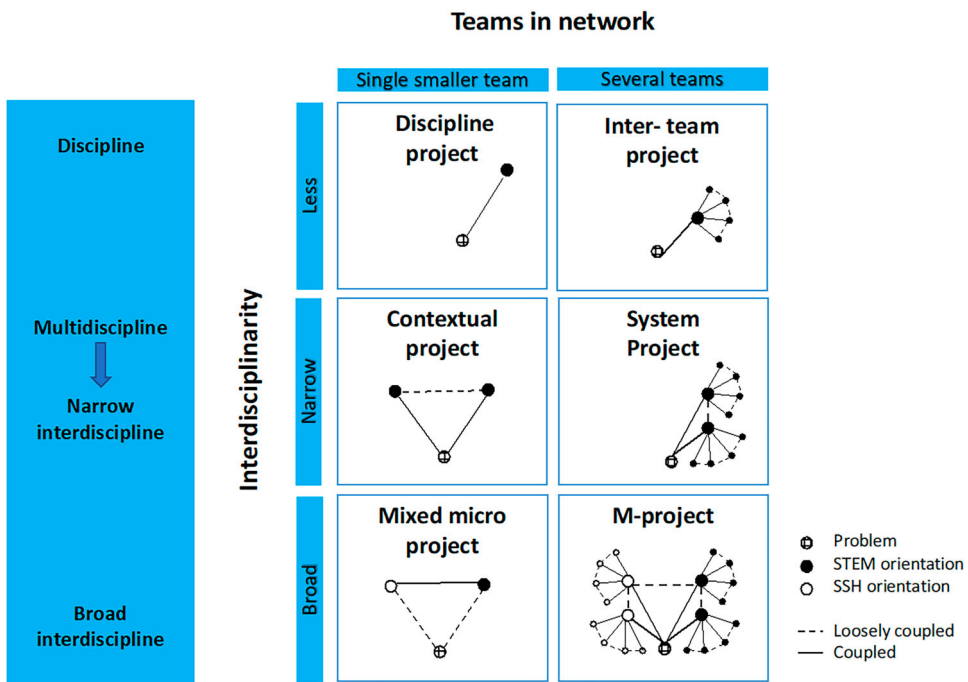 Teams in network
Single smaller team
Several teams
Discipline
Multidiscipline
Narrow
interdiscipline
Broad
interdiscipline
Interdisciplinarity
Less
Narrow
Broad
Discipline
project
Inter- team
project
Contextual
project
System
Project
Mixed micro
project
M-project
Problem
STEM orientation
SSH orientation
Loosely coupled
Coupled